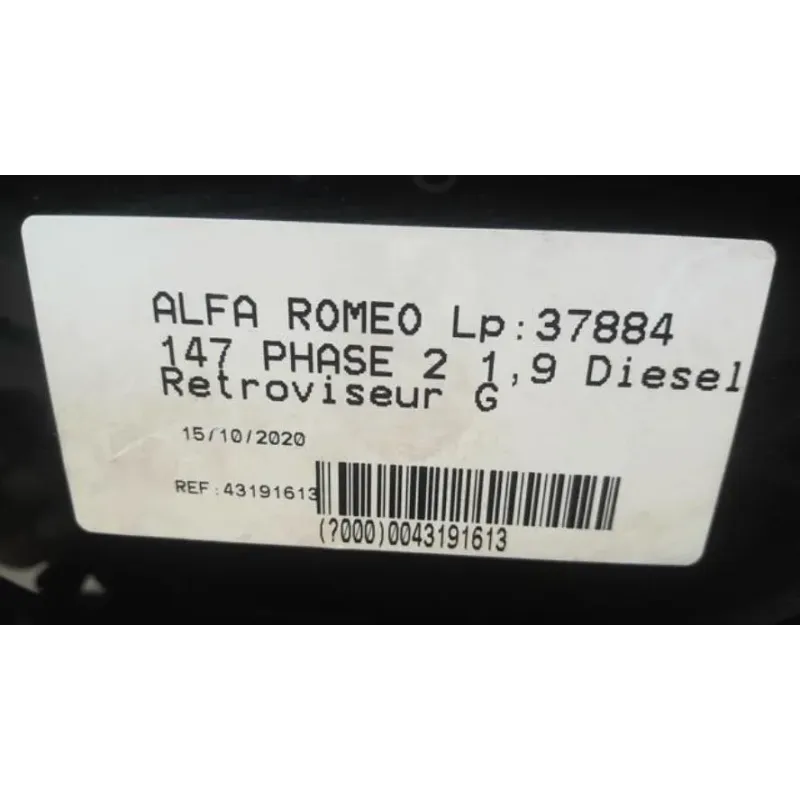 ALFA ROMEO Lp:37884
147 PHASE 2 1,9 Diesel
Retroviseur G
15/10/2020
REF:43191613
(?000)0043191613